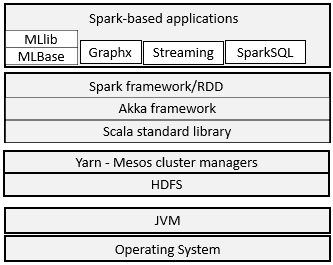 Spark-based applications
MLlib
MLBase
Graphx
Streaming
SparkSQL
Spark framework/RDD
Akka framework
Scala standard library
Yarn - Mesos cluster managers
HDFS
JVM
Operating System